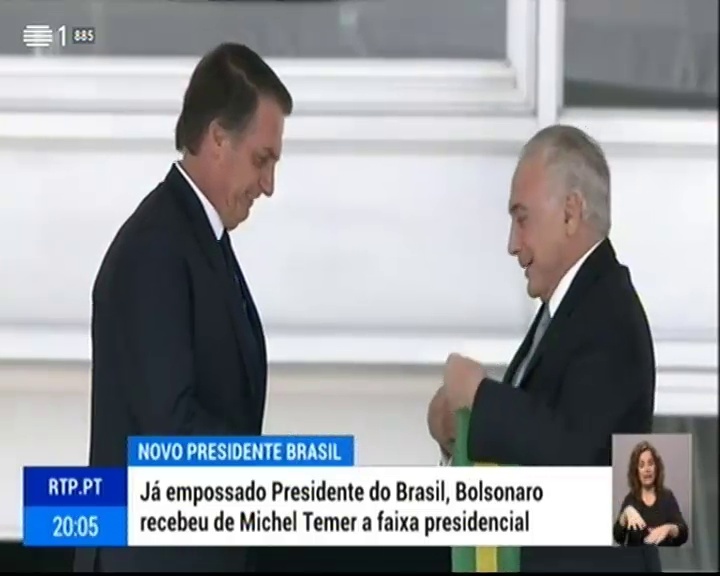 1 885
NOVO PRESIDENTE BRASIL
RTP.PT
Já empossado Presidente do Brasil, Bolsonaro
20:05
recebeu de Michel Temer a faixa presidencial